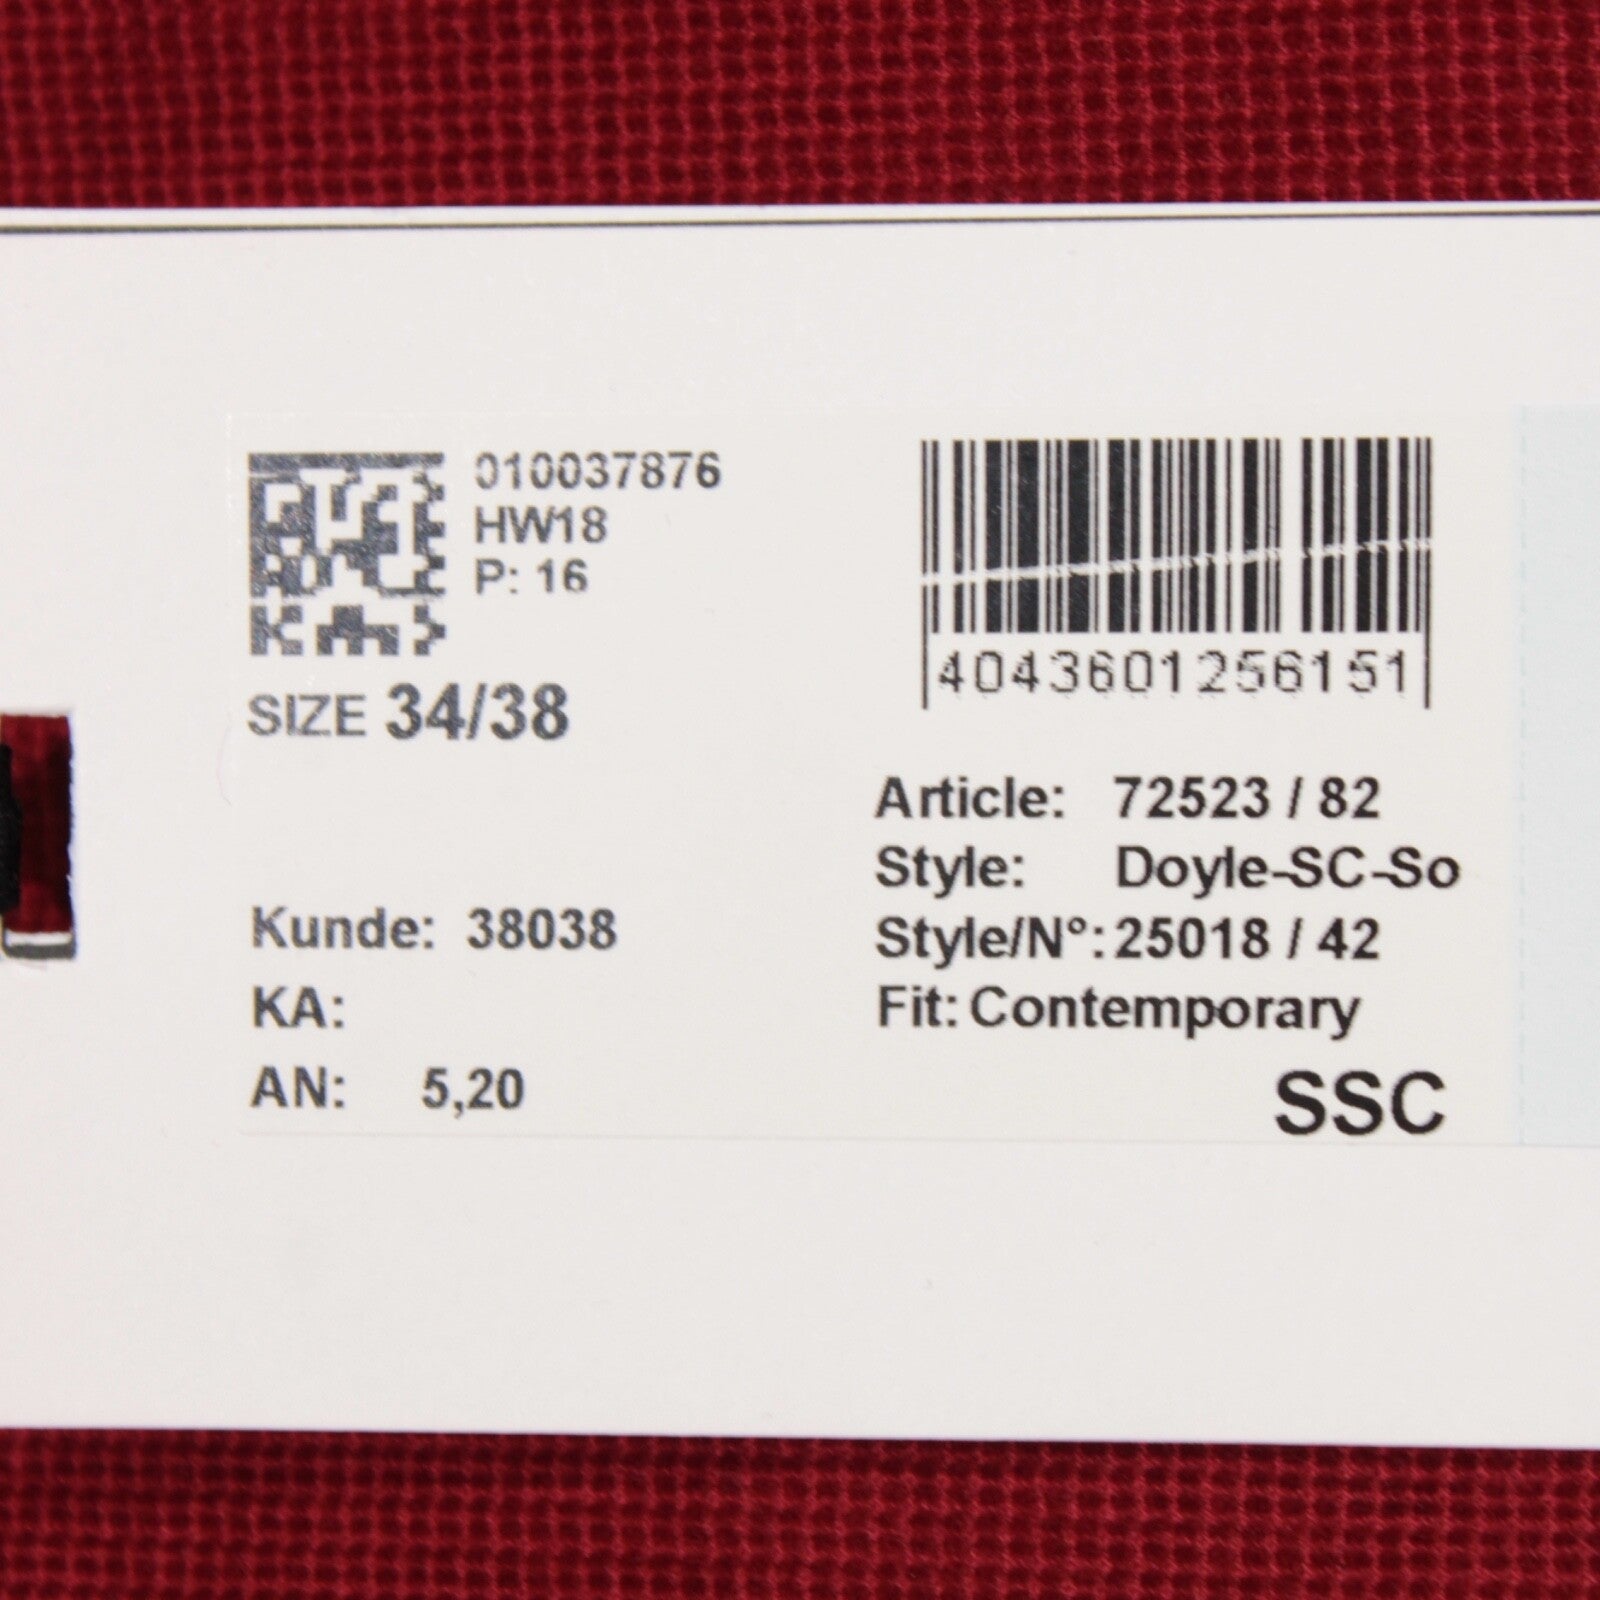 010037876
HW18
P: 16
SIZE 34/38
Kunde: 38038
KA:
AN: 5,20
4043601256151
Article: 72523 / 82
Style: Doyle-SC-So
Style/N°: 25018 / 42
Fit: Contemporary
SSC